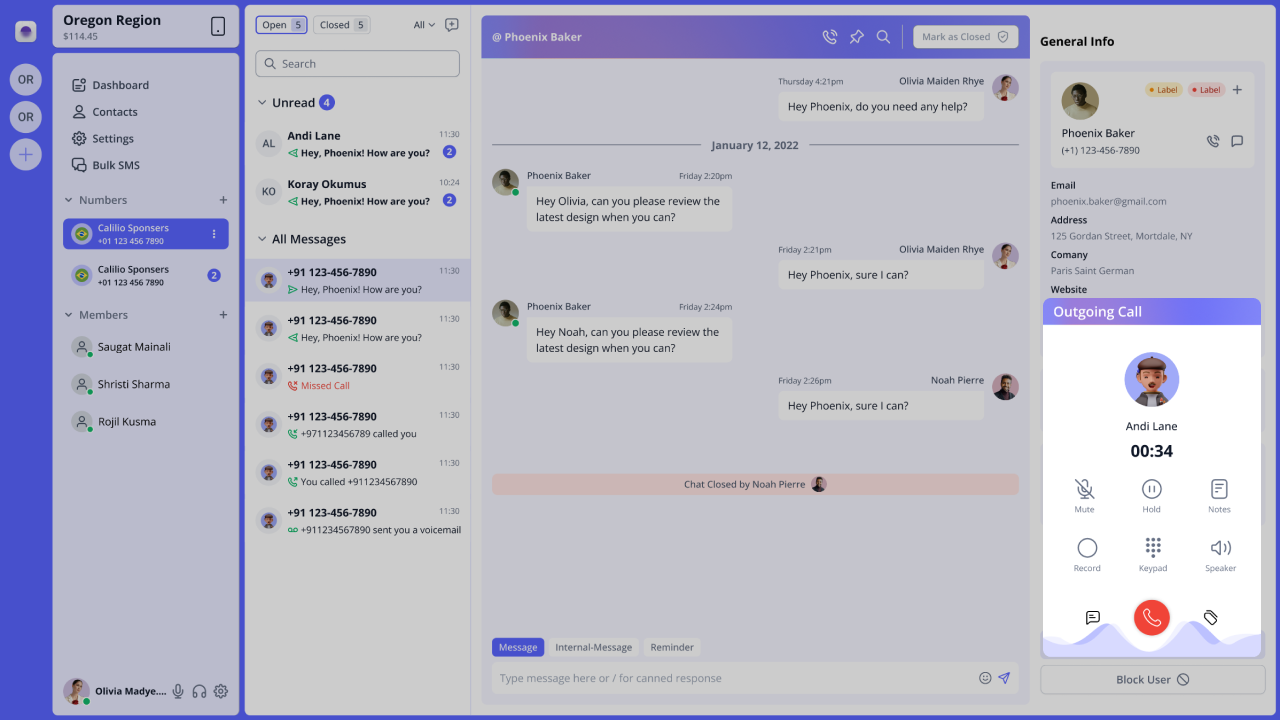 OR
OR
Oregon Region
$114.45
Dashboard
Contacts
Settings
Bulk SMS
Numbers
Calilio Sponsers
+01 123 456 7890
Calilio Sponsers
+01 123 456 7890
2
Members
Saugat Mainali
Shristi Sharma
Rojil Kusma
Olivia Madye....
Open 5
Closed 5
All
Search
Unread 4
AL
Andi Lane
11:30
Hey, Phoenix! How are you?
2
KO
Koray Okumus
10:24
Hey, Phoenix! How are you?
2
All Messages
+91 123-456-7890
11:30
Hey, Phoenix! How are you?
+91 123-456-7890
11:30
Hey, Phoenix! How are you?
+91 123-456-7890
11:30
Missed Call
+91 123-456-7890
11:30
+971123456789 called you
+91 123-456-7890
11:30
You called +911234567890
+91 123-456-7890
11:30
+911234567890 sent you a voicemail
@ Phoenix Baker
Mark as Closed
Thursday 4:21pm
Olivia Maiden Rhye
Hey Phoenix, do you need any help?
January 12, 2022
Phoenix Baker
Friday 2:20pm
Hey Olivia, can you please review the
latest design when you can?
Friday 2:21pm
Olivia Maiden Rhye
Hey Phoenix, sure I can?
Phoenix Baker
Friday 2:24pm
Hey Noah, can you please review the
latest design when you can?
Friday 2:26pm
Noah Pierre
Hey Phoenix, sure I can?
Chat Closed by Noah Pierre
Message
Internal-Message
Reminder
Type message here or / for canned response
General Info
Label
Label
Phoenix Baker
(+1) 123-456-7890
Email
phoenix.baker@gmail.com
Address
125 Gordan Street, Mortdale, NY
Comany
Paris Saint German
Website
Outgoing Call
Andi Lane
00:34
Mute
Hold
Notes
Record
Keypad
Speaker
Block User